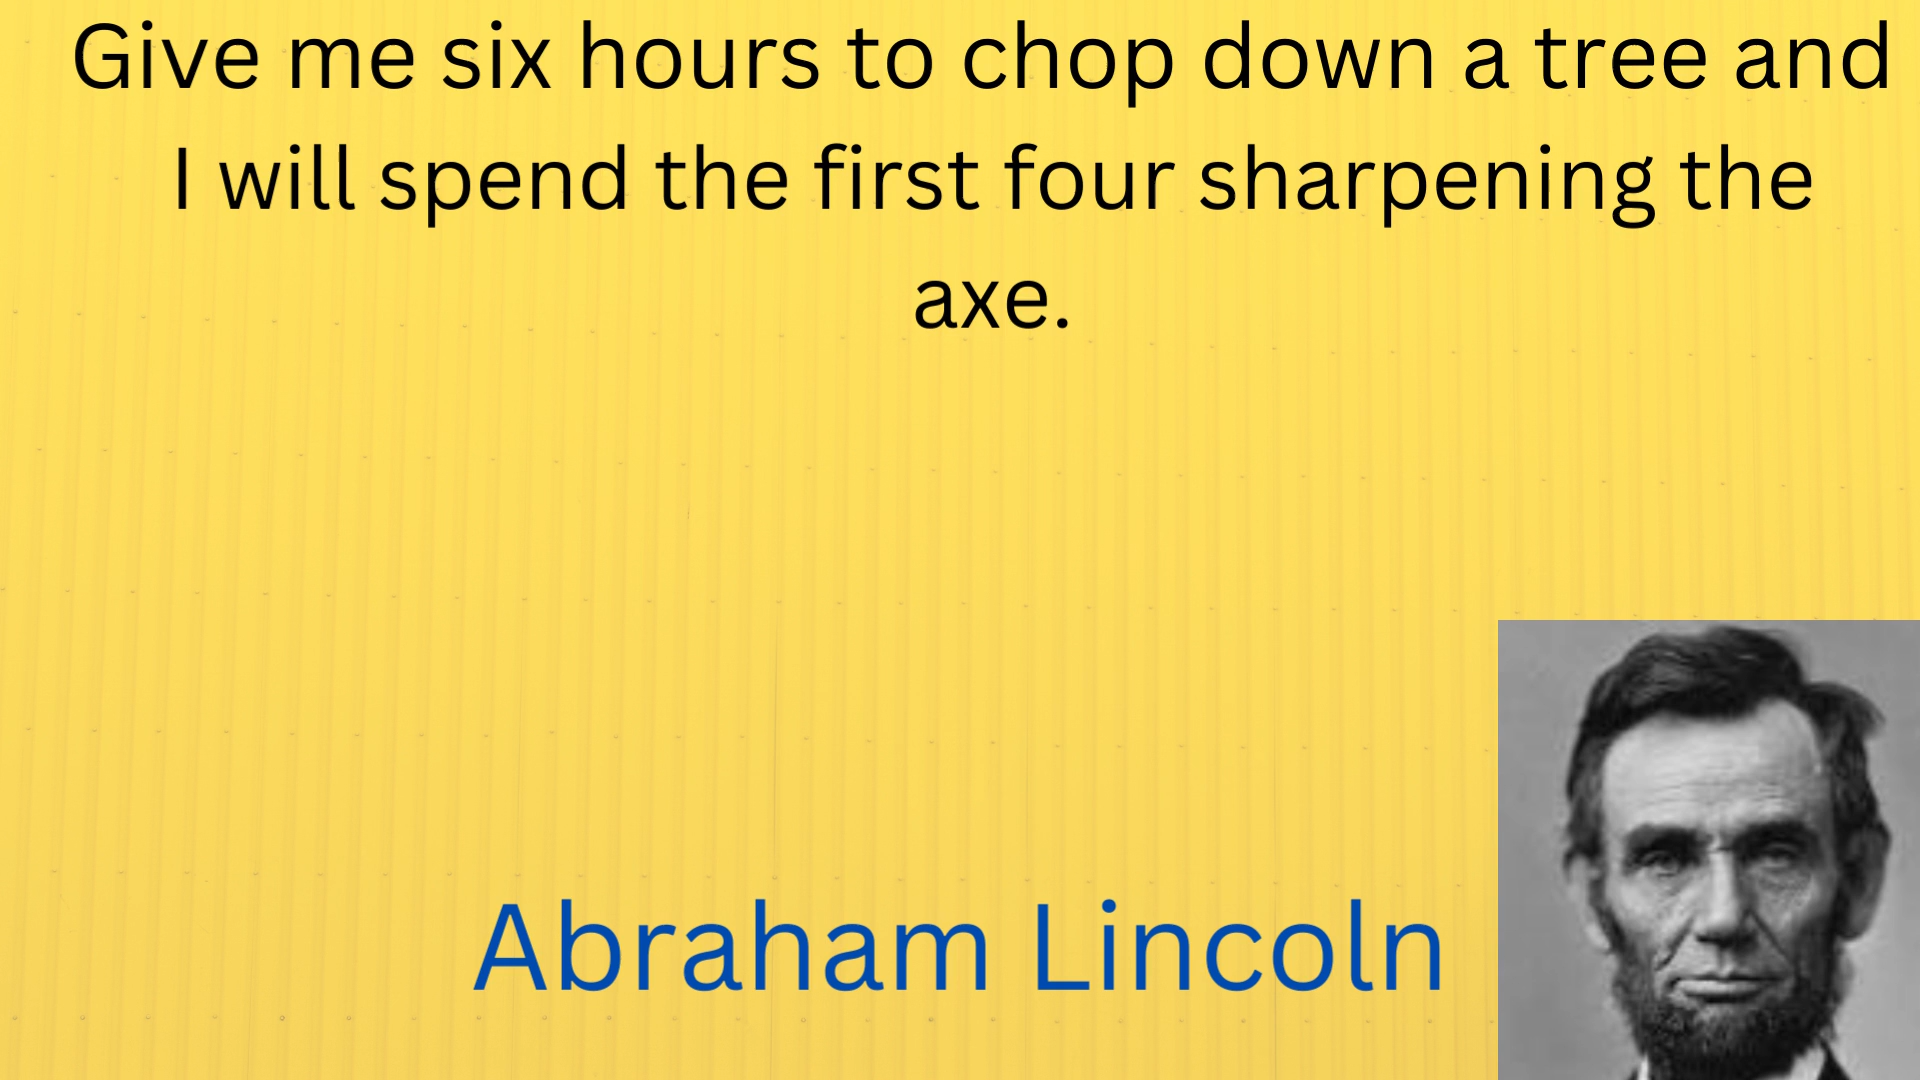 Give me six hours to chop down a tree and
I will spend the first four sharpening the
axe.
Abraham Lincoln